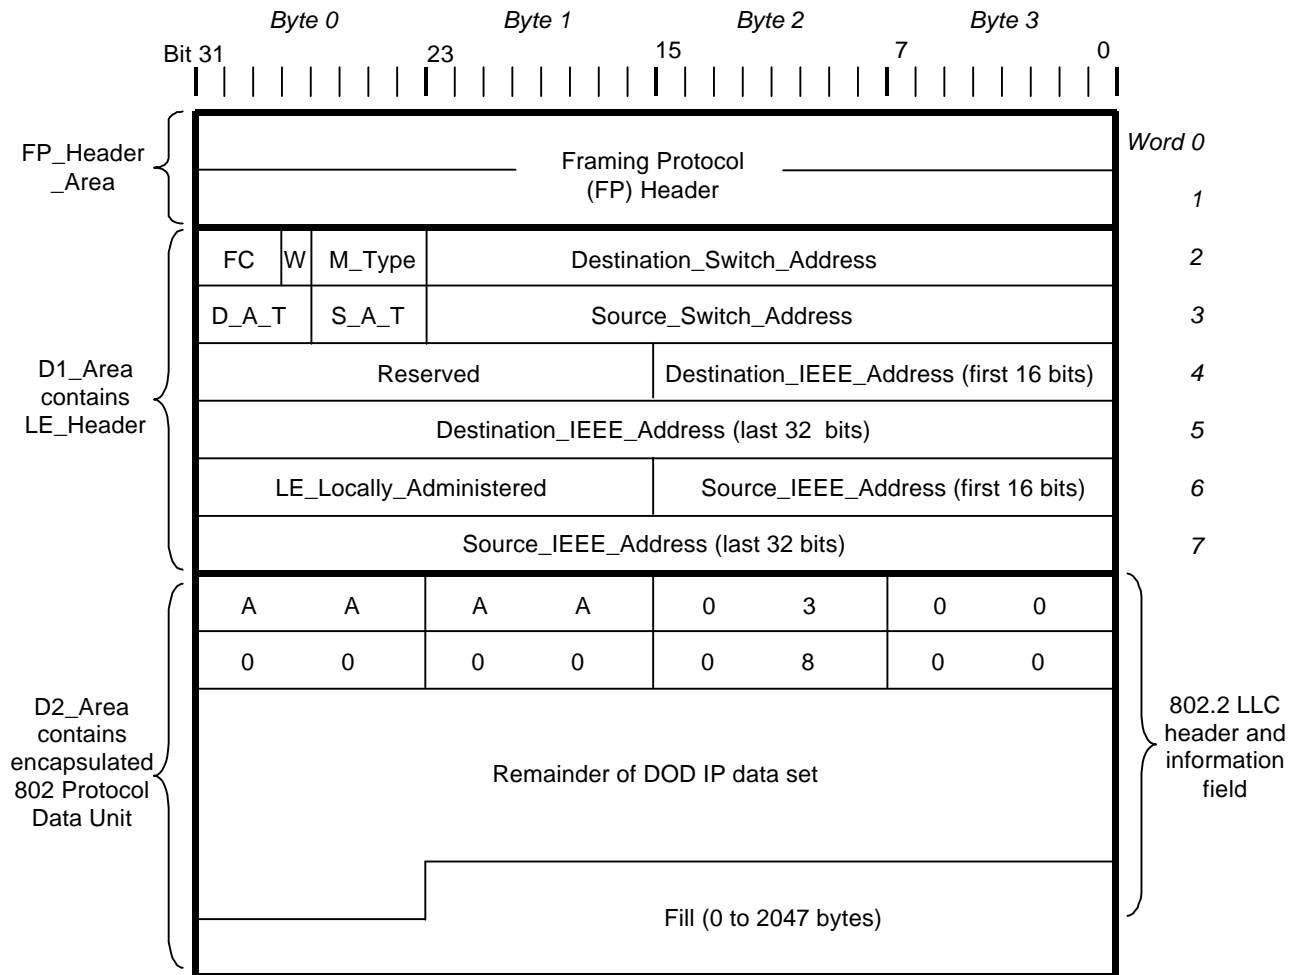 Byte 0 Byte 1 Byte 2 Byte 3
Bit 31 23 15 7 0
FP_Header
_Area
Framing Protocol
(FP) Header
Word 0
1
FC W M_Type Destination_Switch_Address 2
D_A_T S_A_T Source_Switch_Address 3
D1_Area
contains
LE_Header
Reserved Destination_IEEE_Address (first 16 bits) 4
Destination_IEEE_Address (last 32 bits) 5
LE_Locally_Administered Source_IEEE_Address (first 16 bits) 6
Source_IEEE_Address (last 32 bits) 7
A A A A 0 3 0 0
0 0 0 0 0 8 0 0
D2_Area
contains
encapsulated
802 Protocol
Data Unit
Remainder of DOD IP data set
802.2 LLC
header and
information
field
Fill (0 to 2047 bytes)